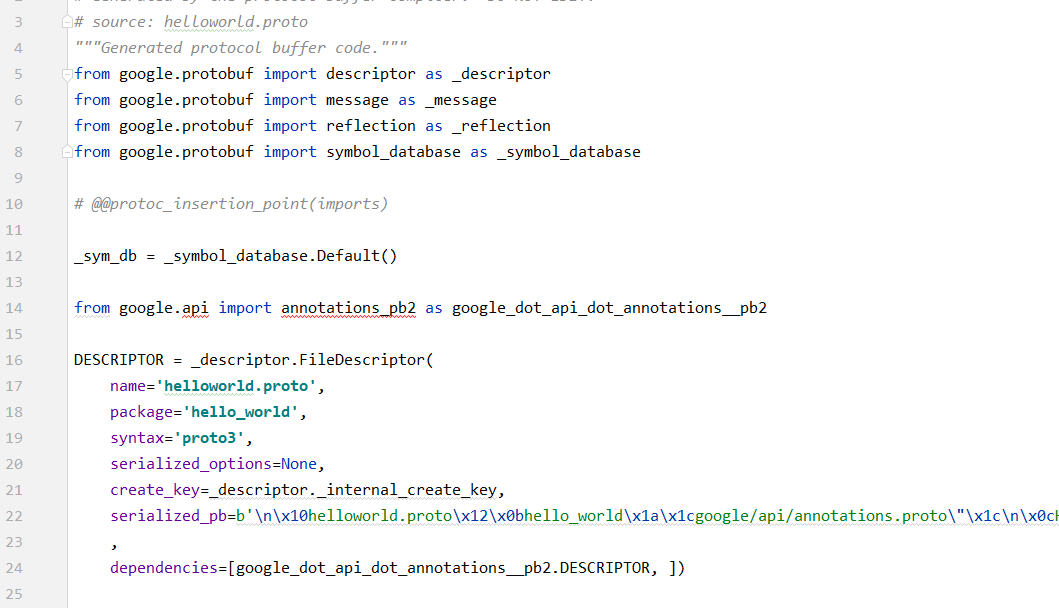 3 # source: helloworld.proto
4 """Generated protocol buffer code."""
5 from google.protobuf import descriptor as _descriptor
6 from google.protobuf import message as _message
7 from google.protobuf import reflection as _reflection
8 from google.protobuf import symbol_database as _symbol_database
9
10 # @@protoc_insertion_point(imports)
11
12 _sym_db = _symbol_database.Default()
13
14 from google.api import annotations_pb2 as google_dot_api_dot_annotations__pb2
15
16 DESCRIPTOR = _descriptor.FileDescriptor(
17     name='helloworld.proto',
18     package='hello_world',
19     syntax='proto3',
20     serialized_options=None,
21     create_key=_descriptor._internal_create_key,
22     serialized_pb=b'\n\x10helloworld.proto\x12\x0bhello_world\x1a\x1cgoogle/api/annotations.proto\"\x1c\n\x0cH
23     ,
24     dependencies=[google_dot_api_dot_annotations__pb2.DESCRIPTOR, ])
25